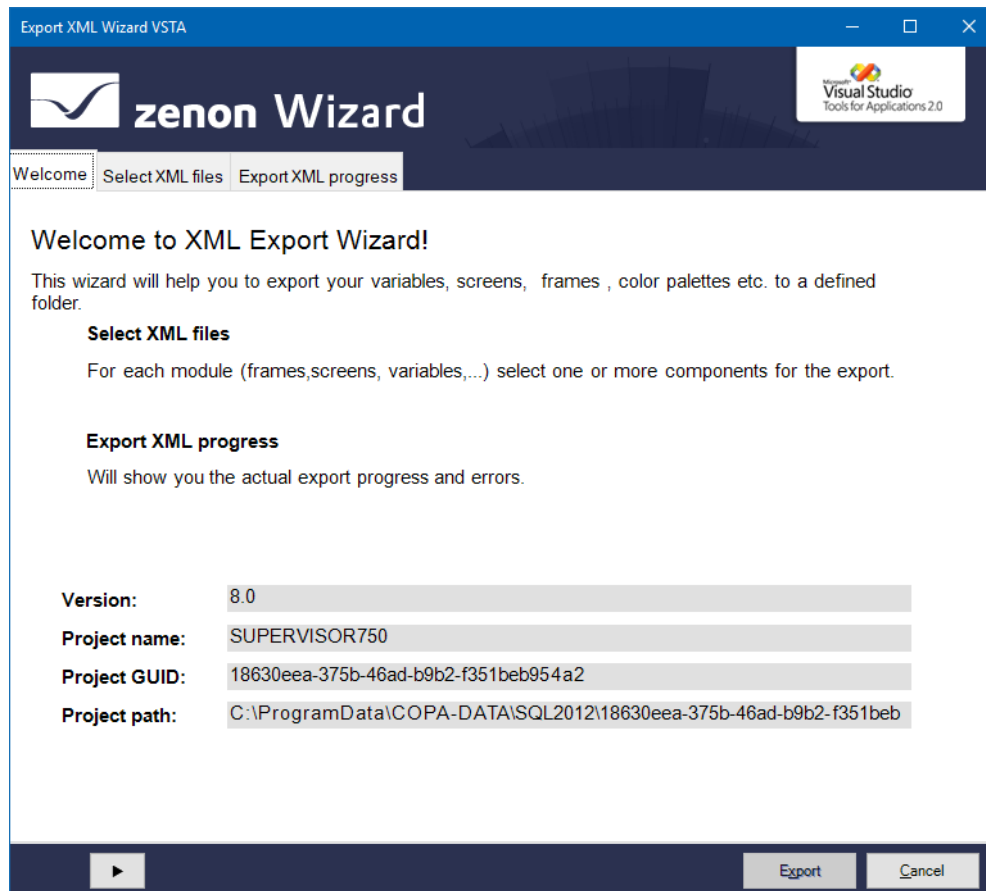 Export XML Wizard VSTA
zenon Wizard
Microsoft
Visual Studio
Tools for Applications 2.0
Welcome
Select XML files
Export XML progress
Welcome to XML Export Wizard!
This wizard will help you to export your variables, screens, frames , color palettes etc. to a defined
folder.
Select XML files
For each module (frames,screens, variables,...) select one or more components for the export.
Export XML progress
Will show you the actual export progress and errors.
Version: 8.0
Project name: SUPERVISOR750
Project GUID: 18630eea-375b-46ad-b9b2-f351beb954a2
Project path: C:\ProgramData\COPA-DATA\SQL2012\18630eea-375b-46ad-b9b2-f351beb
Export
Cancel